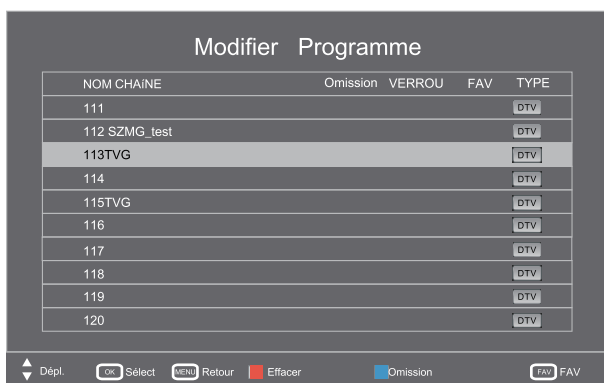 Modifier Programme
NOM CHAíNE Omission VERROU FAV TYPE
111 DTV
112 SZMG_test DTV
113TVG DTV
114 DTV
115TVG DTV
116 DTV
117 DTV
118 DTV
119 DTV
120 DTV
Dépl. OK Sélect MENU Retour Effacer Omission FAV FAV